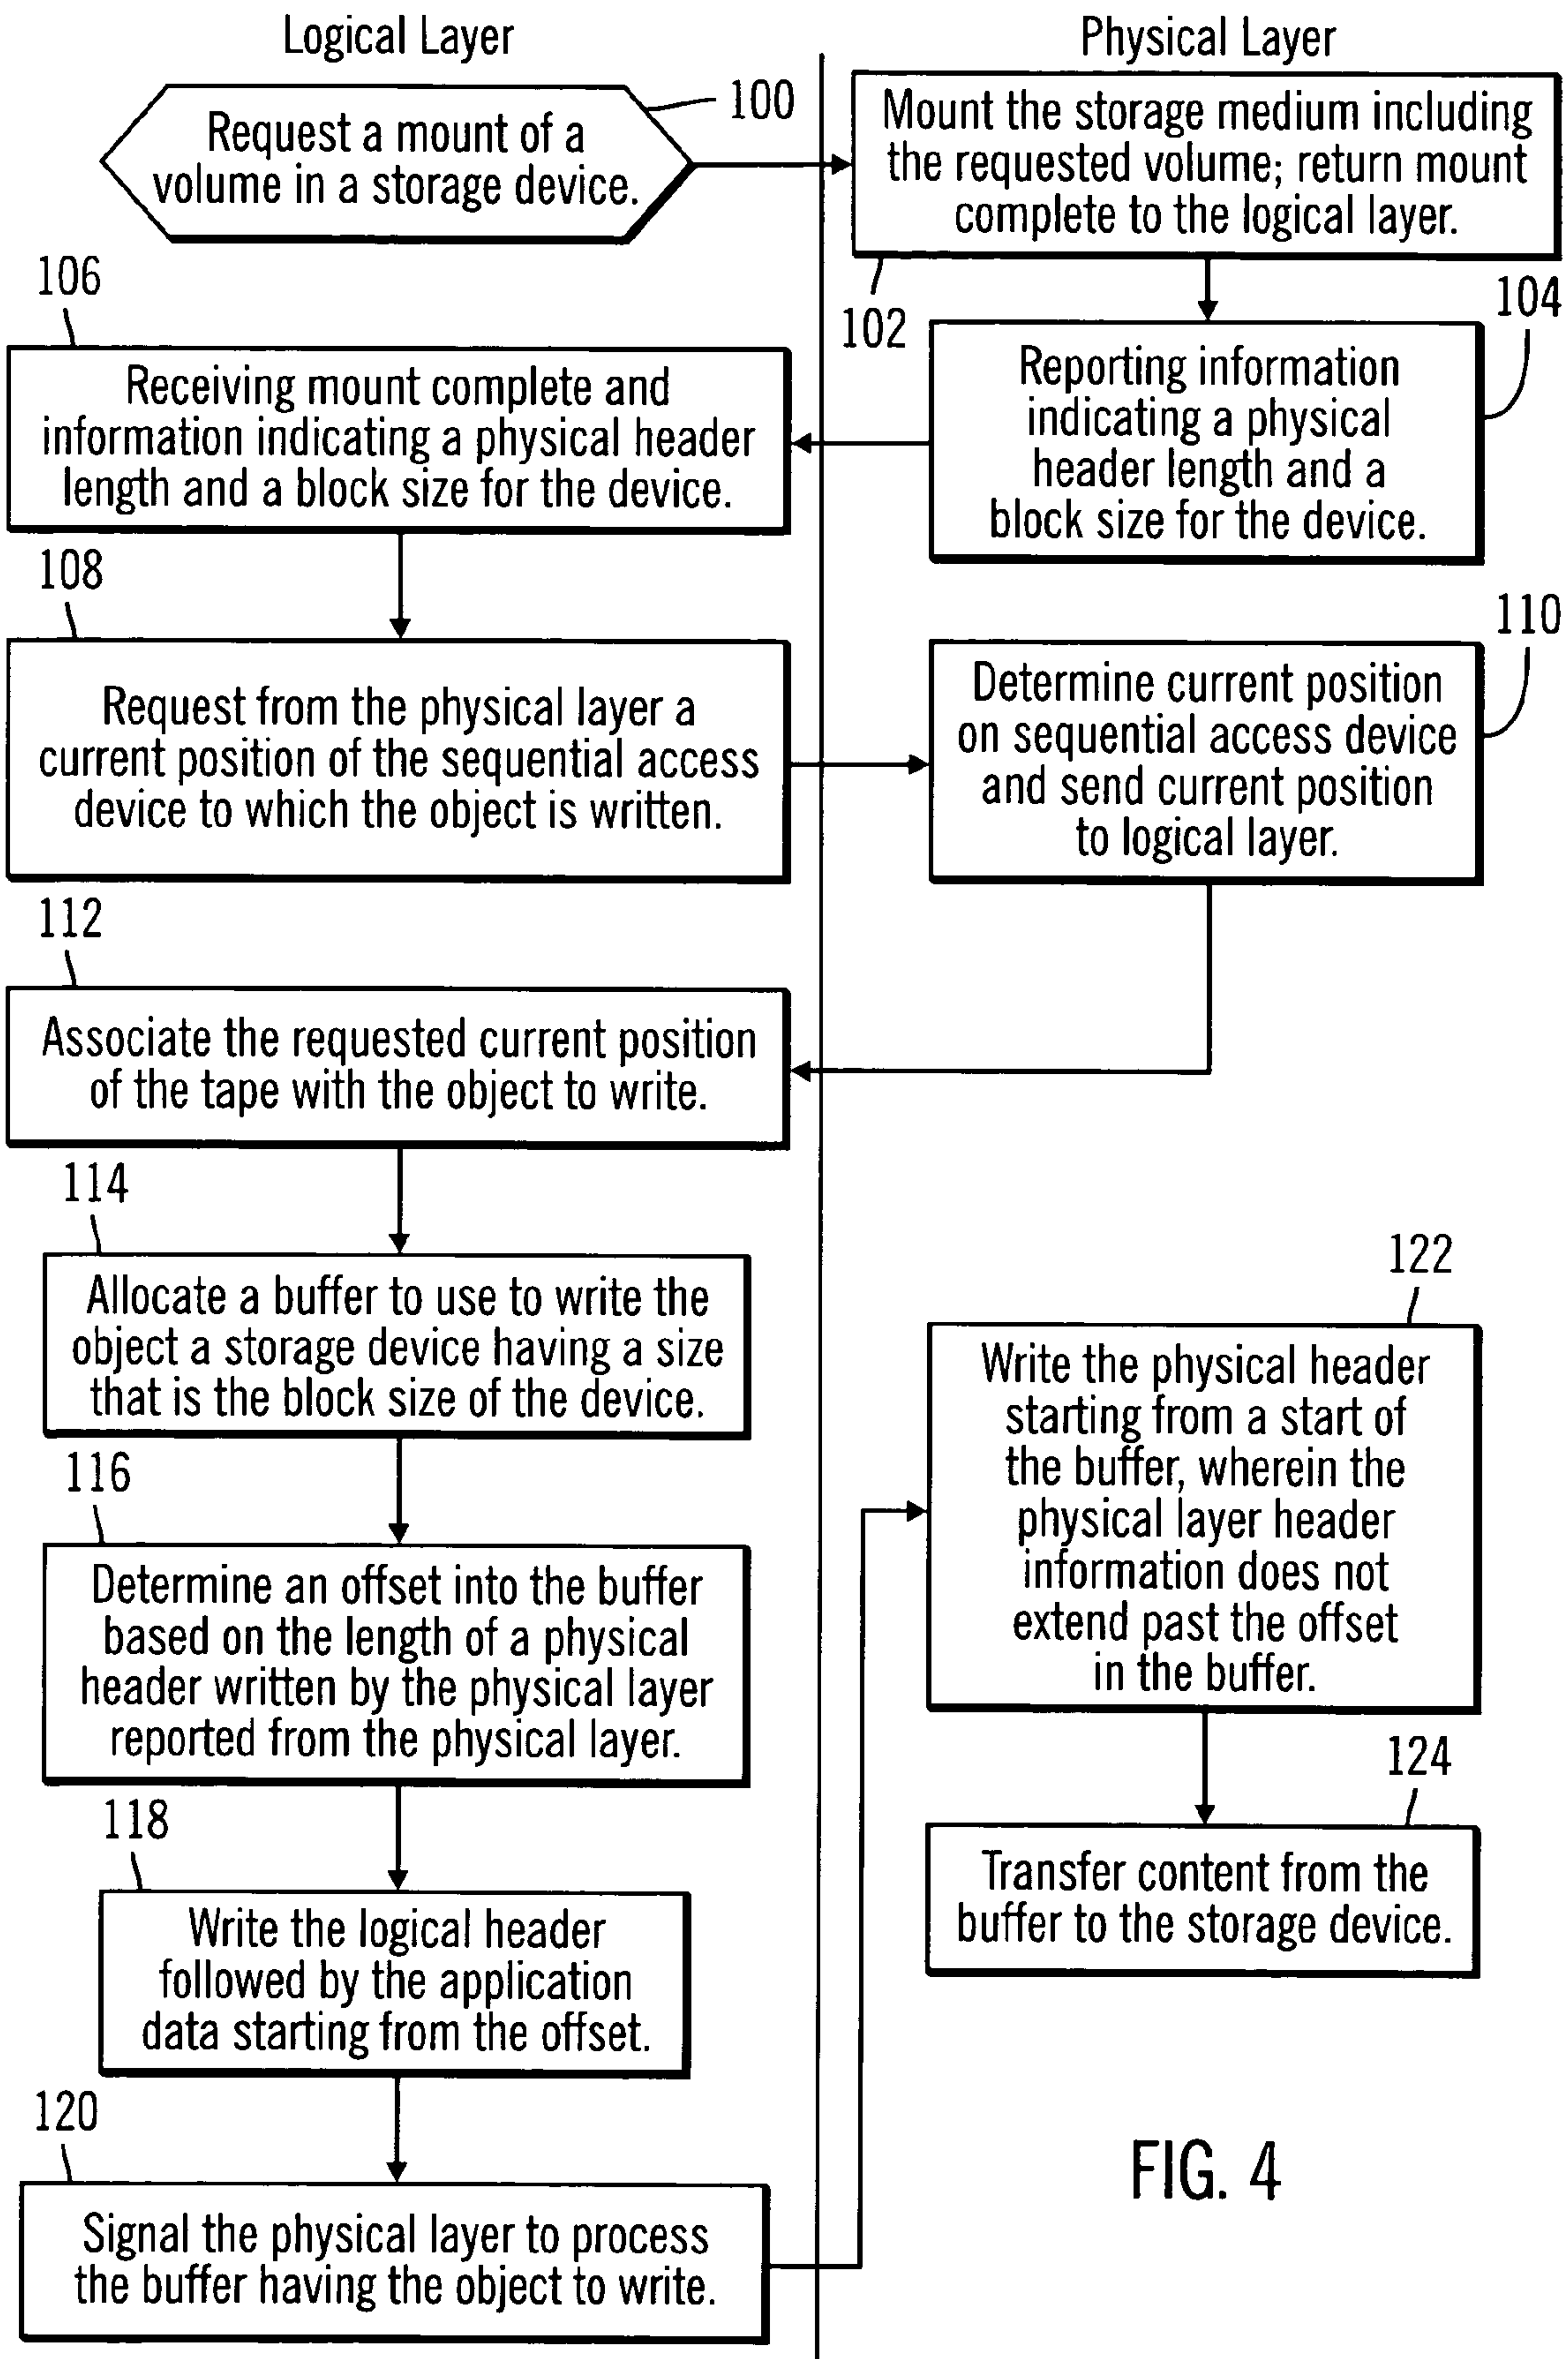 Logical Layer
Physical Layer
100
Request a mount of a
volume in a storage device.
Mount the storage medium including
the requested volume; return mount
complete to the logical layer.
102
104
Reporting information
indicating a physical
header length and a
block size for the device.
106
Receiving mount complete and
information indicating a physical header
length and a block size for the device.
108
Request from the physical layer a
current position of the sequential access
device to which the object is written.
110
Determine current position
on sequential access device
and send current position
to logical layer.
112
Associate the requested current position
of the tape with the object to write.
114
Allocate a buffer to use to write the
object a storage device having a size
that is the block size of the device.
116
Determine an offset into the buffer
based on the length of a physical
header written by the physical layer
reported from the physical layer.
118
Write the logical header
followed by the application
data starting from the offset.
120
Signal the physical layer to process
the buffer having the object to write.
122
Write the physical header
starting from a start of
the buffer, wherein the
physical layer header
information does not
extend past the offset
in the buffer.
124
Transfer content from the
buffer to the storage device.
FIG. 4